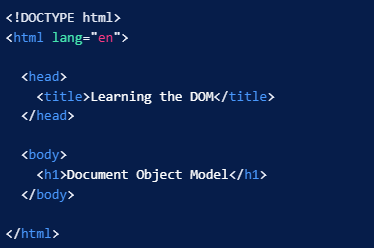 <!DOCTYPE html>
<html lang="en">
<head>
<title>Learning the DOM</title>
</head>
<body>
<h1>Document Object Model</h1>
</body>
</html>